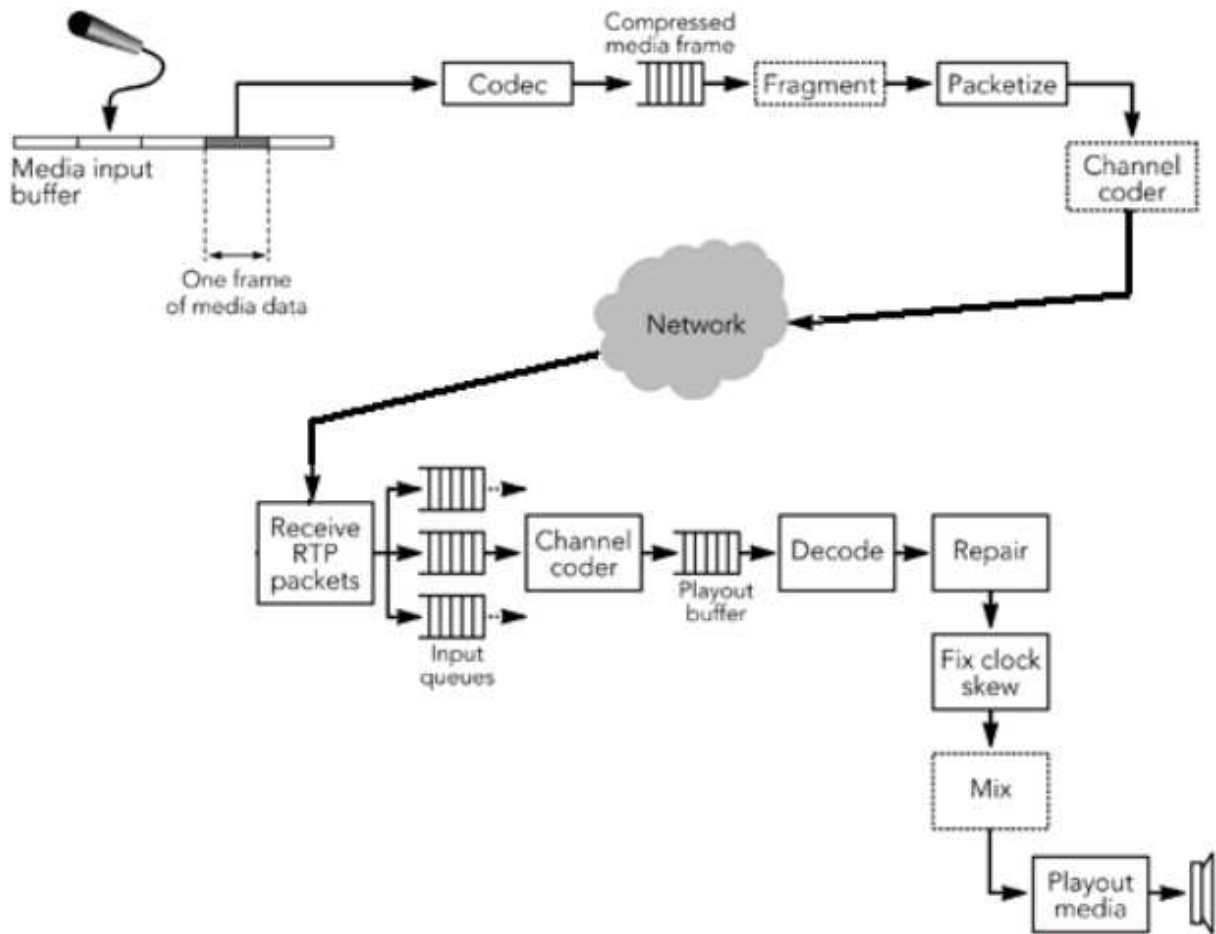 Compressed
media frame
Codec
Fragment
Packetize
Media input
buffer
Channel
coder
One frame
of media data
Network
Receive
RTP
packets
Input
queues
Channel
coder
Playout
buffer
Decode
Repair
Fix clock
skew
Mix
Playout
media